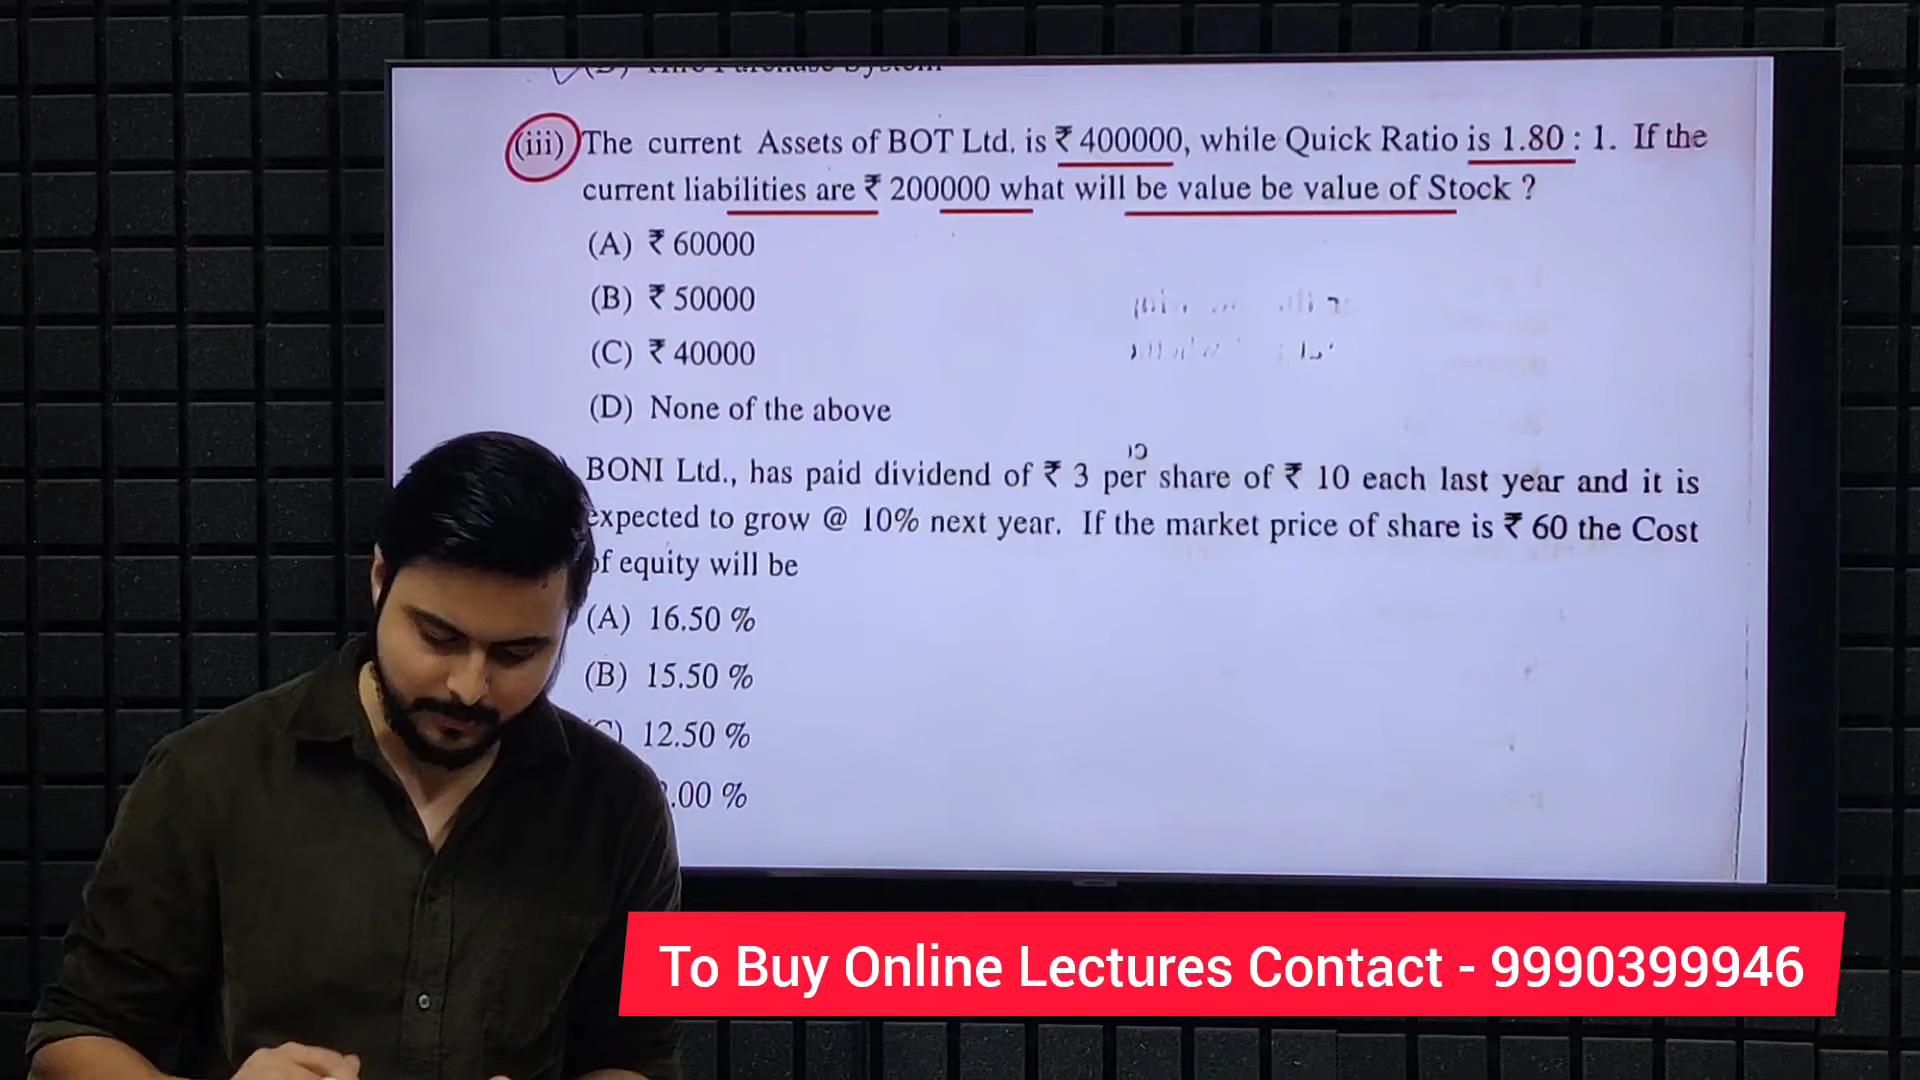 (iii) The current Assets of BOT Ltd. is ₹ 400000, while Quick Ratio is 1.80 : 1. If the
current liabilities are ₹ 200000 what will be value be value of Stock ?
(A) ₹ 60000
(B) ₹ 50000
(C) ₹ 40000
(D) None of the above
BONI Ltd., has paid dividend of ₹ 3 per share of ₹ 10 each last year and it is
expected to grow @ 10% next year. If the market price of share is ₹ 60 the Cost
of equity will be
(A) 16.50 %
(B) 15.50 %
(C) 12.50 %
.00 %
To Buy Online Lectures Contact - 9990399946